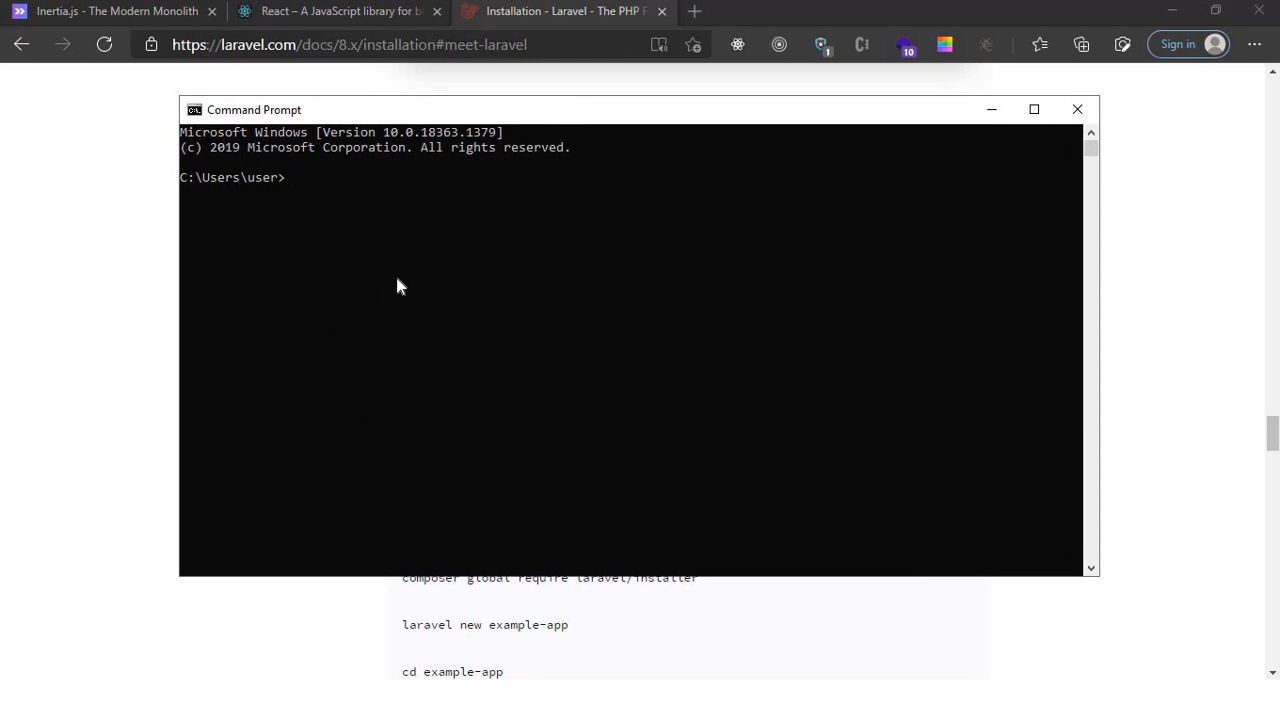 Inertia.js - The Modern Monolith
React – A JavaScript library for b
Installation - Laravel - The PHP F
https://laravel.com/docs/8.x/installation#meet-laravel
1
10
Sign in
Command Prompt
Microsoft Windows [Version 10.0.18363.1379]
(c) 2019 Microsoft Corporation. All rights reserved.
C:\Users\user>
composer global require laravel/installer
laravel new example-app
cd example-app